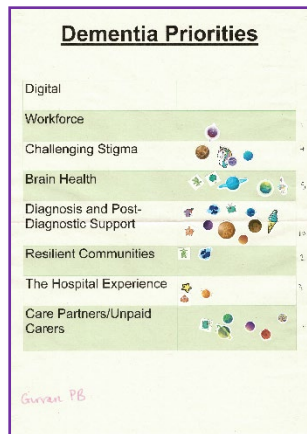 Dementia Priorities
Digital
Workforce
Challenging Stigma
Brain Health
Diagnosis and Post-
Diagnostic Support
Resilient Communities
The Hospital Experience
Care Partners/Unpaid
Carers
Girvan PB